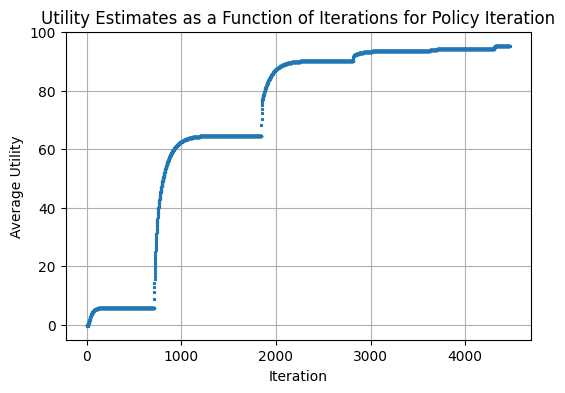 Utility Estimates as a Function of Iterations for Policy Iteration
100
80
60
40
20
0
Average Utility
0 1000 2000 3000 4000
Iteration